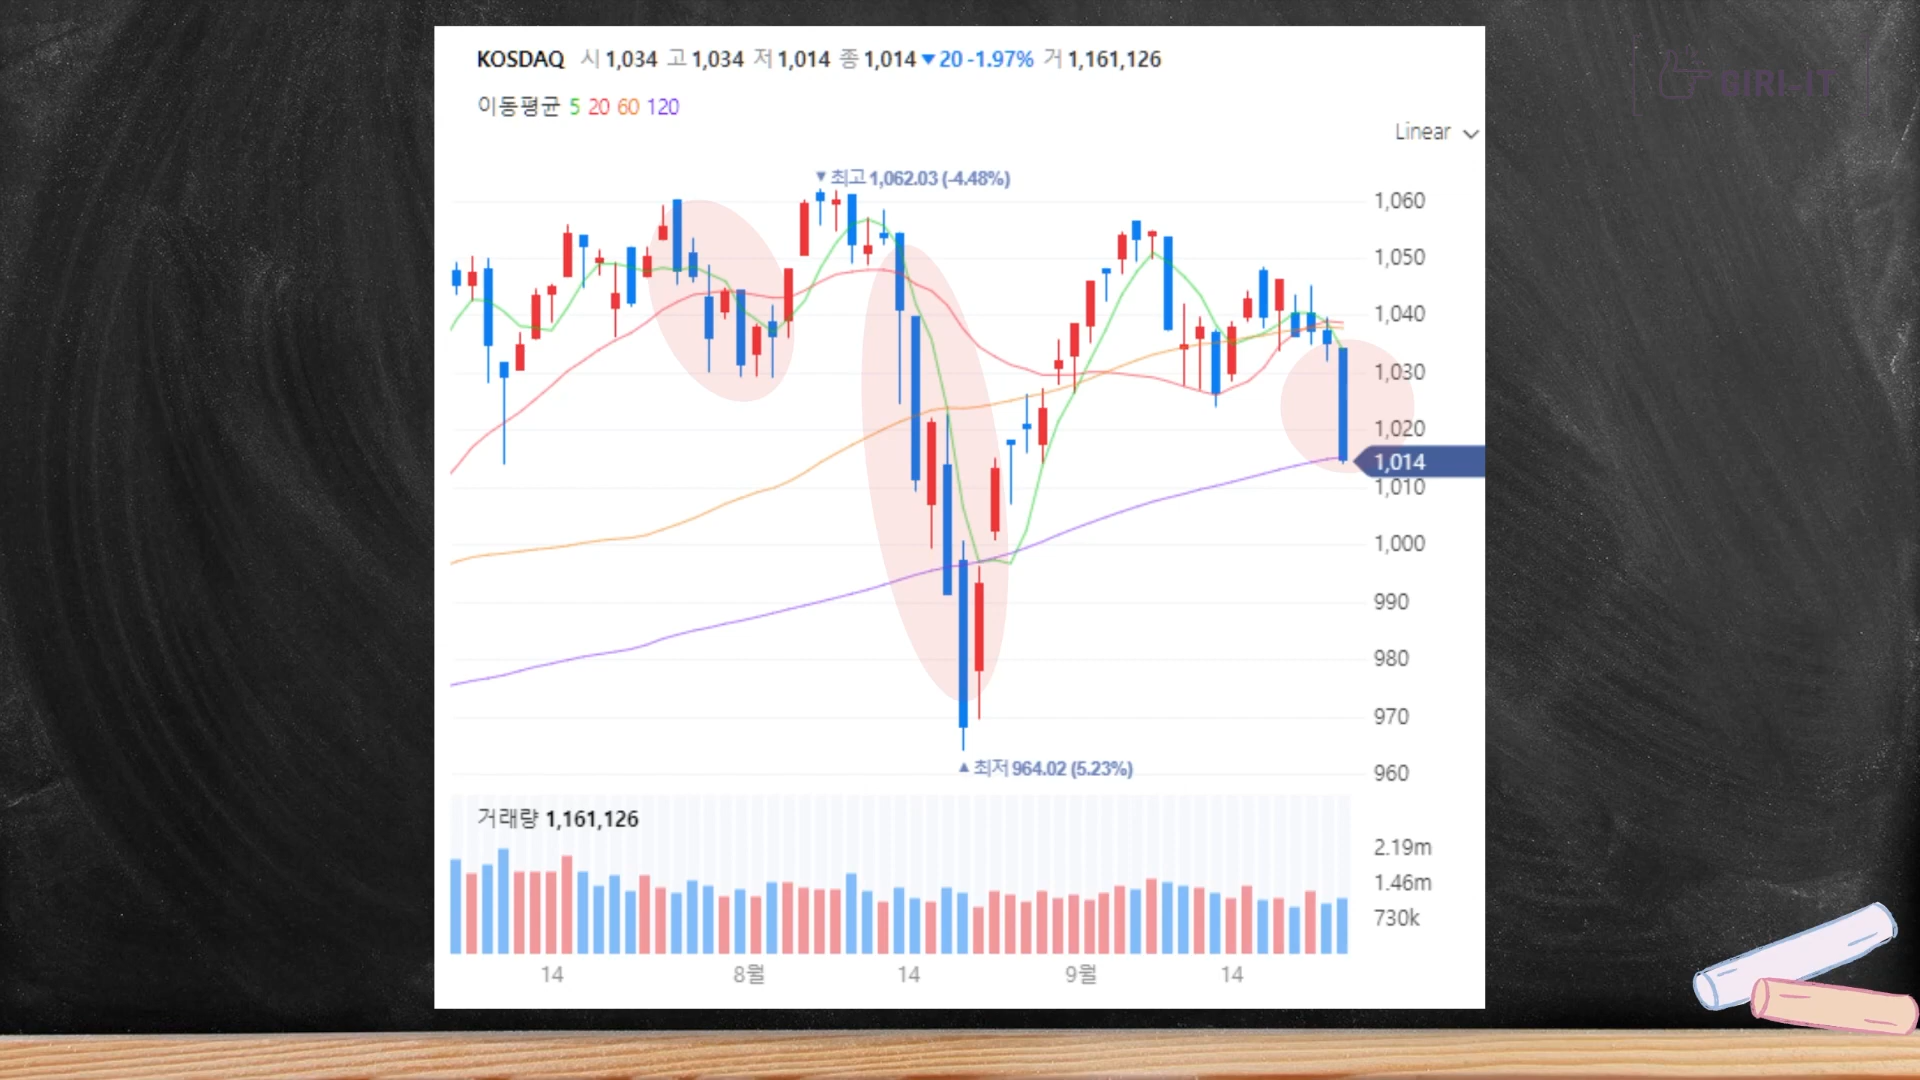 KOSDAQ 시 1,034 고 1,034 저 1,014 종 1,014 ▼ 20 -1.97% 거 1,161,126
이동평균 5 20 60 120
Linear
▼ 최고 1,062.03 (-4.48%)
1,060
1,050
1,040
1,030
1,020
1,014
1,010
1,000
990
980
970
▲ 최저 964.02 (5.23%)
960
거래량 1,161,126
2.19m
1.46m
730k
14 8월 14 9월 14
BIRI-IT